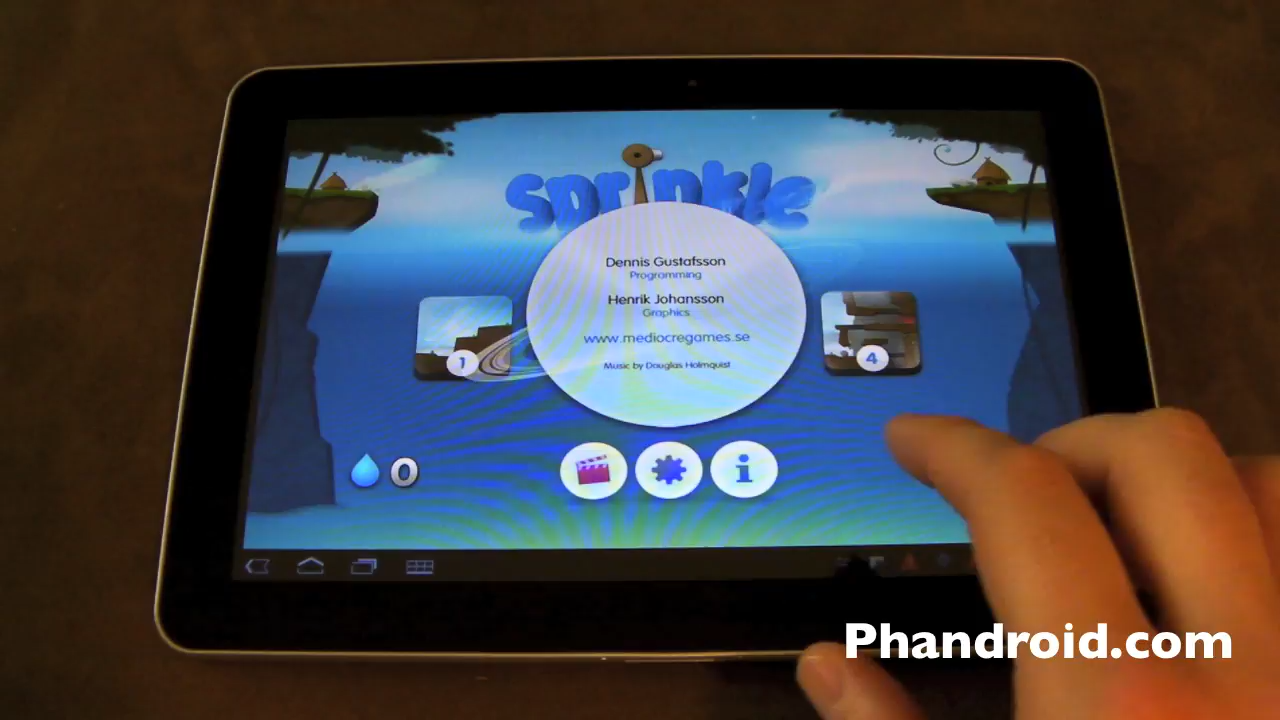 sprinkle
Dennis Gustafsson
Programming
Henrik Johansson
Graphics
www.mediocregames.se
Music by Douglas Holmquist
1
4
0
i
Phandroid.com